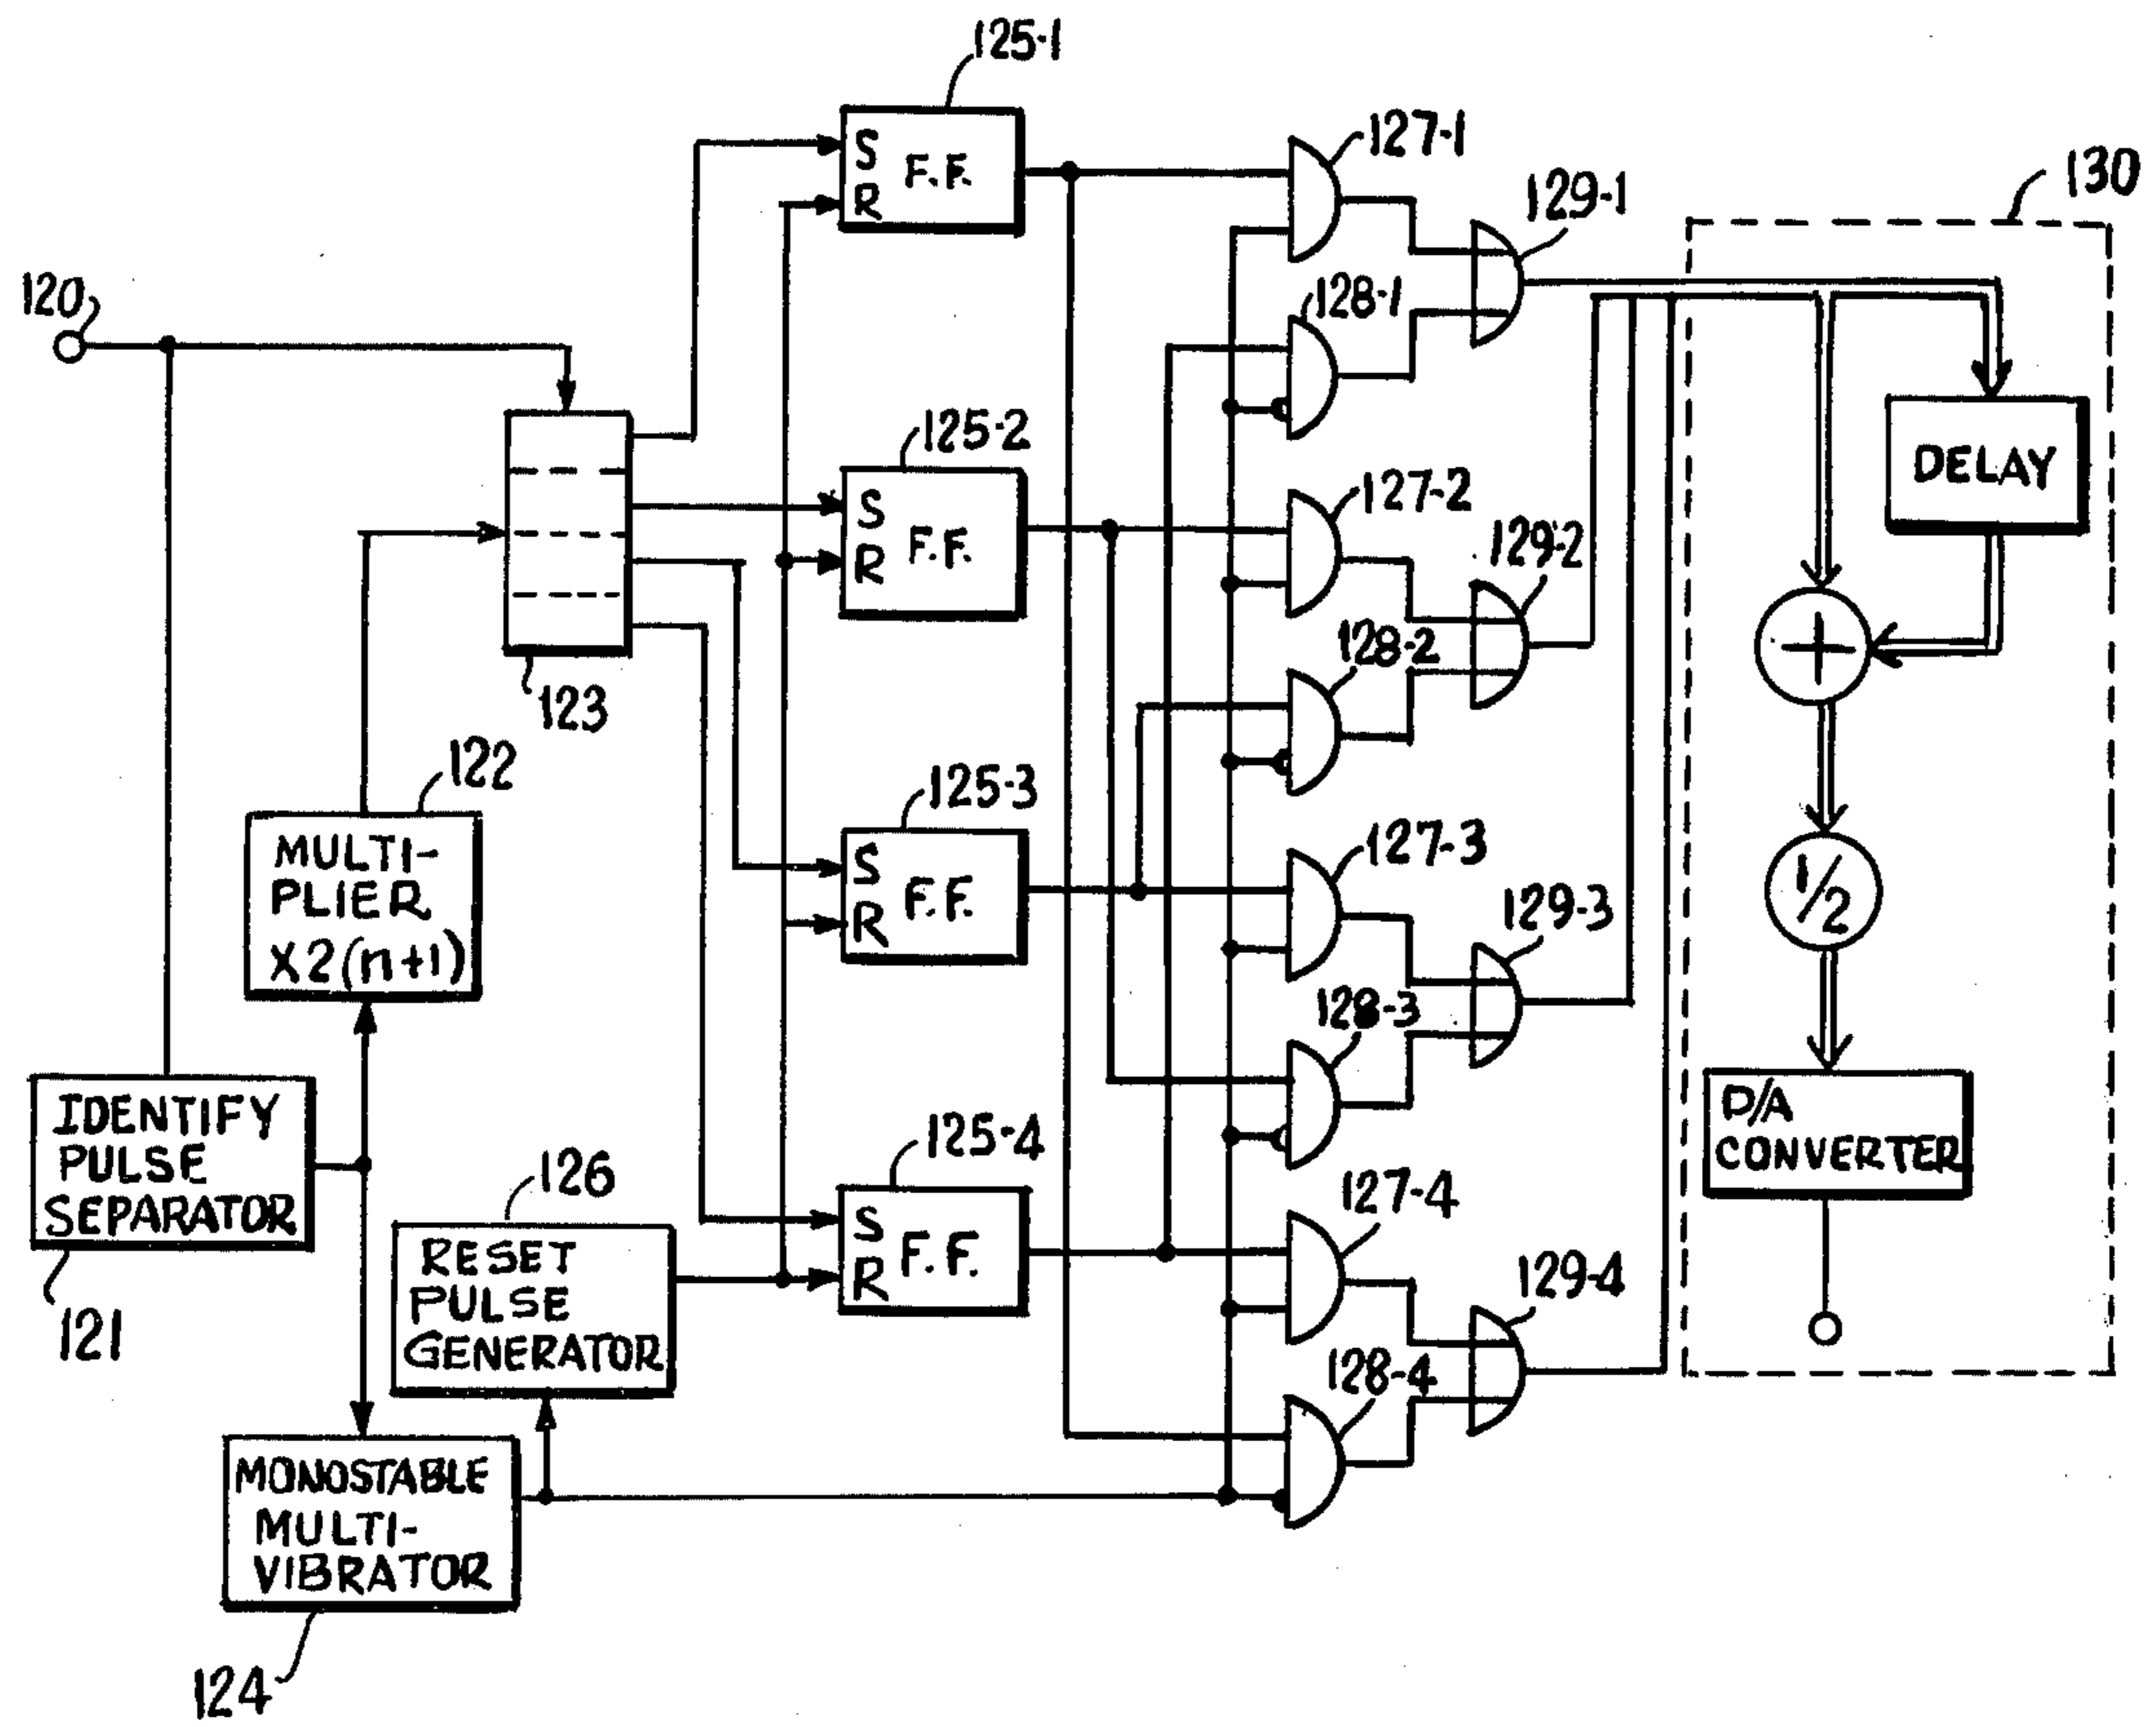 125-1
S
F.F.
R
127-1
130
129-1
120
128-1
125-2
S
F.F.
R
127-2
DELAY
129-2
123
128-2
+
122
MULTI-
PLIER
X2(n+1)
125-3
S
F.F.
R
127-3
1/2
129-3
128-3
IDENTIFY
PULSE
SEPARATOR
121
126
RESET
PULSE
GENERATOR
125-4
S
F.F.
R
127-4
D/A
CONVERTER
129-4
128-4
MONOSTABLE
MULTI-
VIBRATOR
124